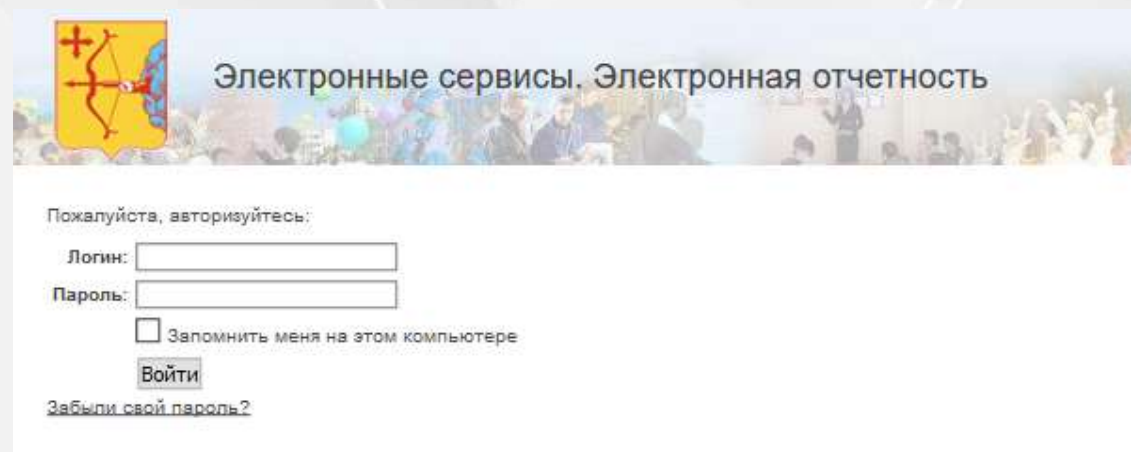 Электронные сервисы. Электронная отчетность
Пожалуйста, авторизуйтесь:
Логин:
Пароль:
Запомнить меня на этом компьютере
Войти
Забыли свой пароль?